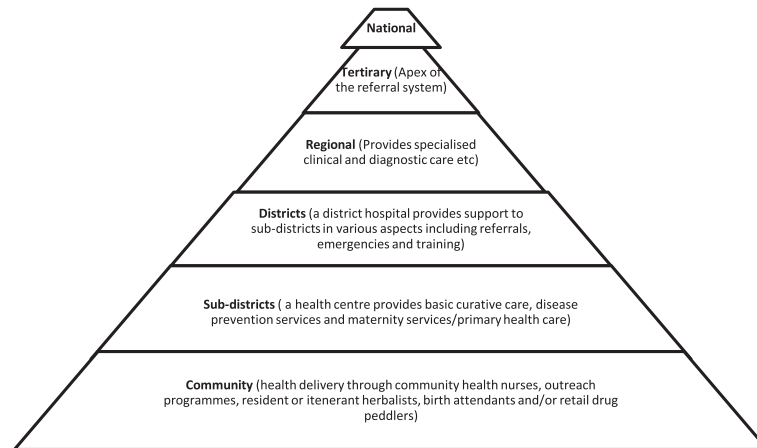 National
Tertirary (Apex of
the referral system)
Regional (Provides specialised
clinical and diagnostic care etc)
Districts (a district hospital provides support to
sub-districts in various aspects including referrals,
emergencies and training)
Sub-districts ( a health centre provides basic curative care, disease
prevention services and maternity services/primary health care)
Community (health delivery through community health nurses, outreach
programmes, resident or itenerant herbalists, birth attendants and/or retail drug
peddlers)